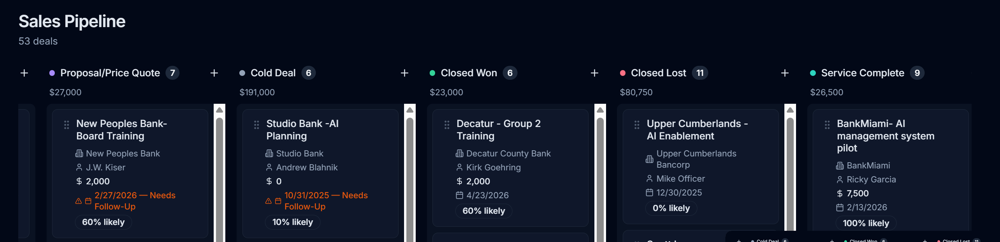 Sales Pipeline
53 deals
Proposal/Price Quote 7
$27,000
New Peoples Bank-
Board Training
New Peoples Bank
J.W. Kiser
$ 2,000
2/27/2026 — Needs
Follow-Up
60% likely
Cold Deal 6
$191,000
Studio Bank -AI
Planning
Studio Bank
Andrew Blahnik
$ 0
10/31/2025 — Needs
Follow-Up
10% likely
Closed Won 6
$23,000
Decatur - Group 2
Training
Decatur County Bank
Kirk Goehring
$ 2,000
4/23/2026
60% likely
Closed Lost 11
$80,750
Upper Cumberlands -
AI Enablement
Upper Cumberlands
Bancorp
Mike Officer
$ 12/30/2025
0% likely
Service Complete 9
$26,500
BankMiami- AI
management system
pilot
BankMiami
Ricky Garcia
$ 7,500
2/13/2026
100% likely
Cold Deal 6
Closed Won 6
Closed Lost 11